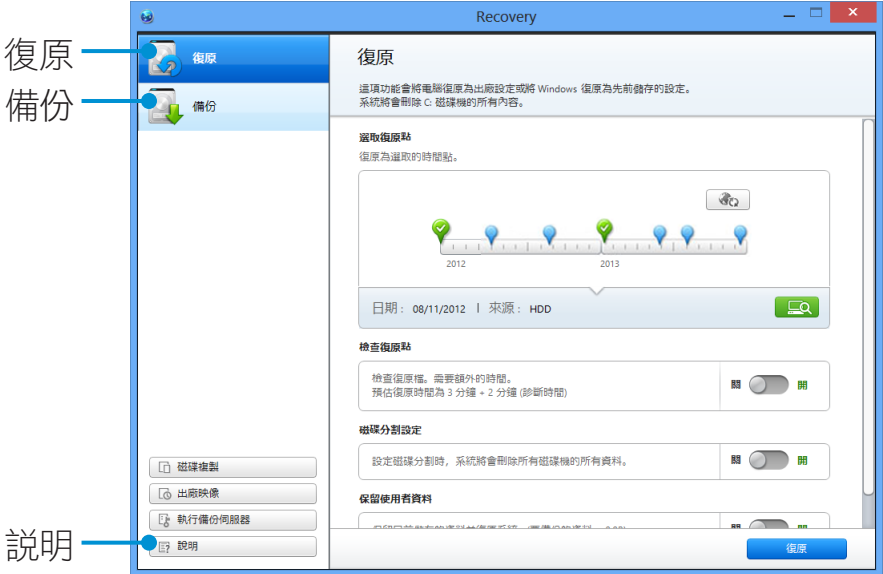 Recovery
復原
備份
說明
復原
備份
復原
這項功能會將電腦復原為出廠設定或將 Windows 復原為先前儲存的設定。
系統將會刪除 C: 磁碟機的所有內容。
選取復原點
復原為選取的時間點。
2012
2013
日期 : 08/11/2012 | 來源 : HDD
檢查復原點
檢查復原檔。需要額外的時間。
預估復原時間為 3 分鐘 + 2 分鐘 (診斷時間)
關
開
磁碟分割設定
設定磁碟分割時，系統將會刪除所有磁碟機的所有資料。
關
開
保留使用者資料
磁碟複製
出廠映像
執行備份伺服器
說明
復原